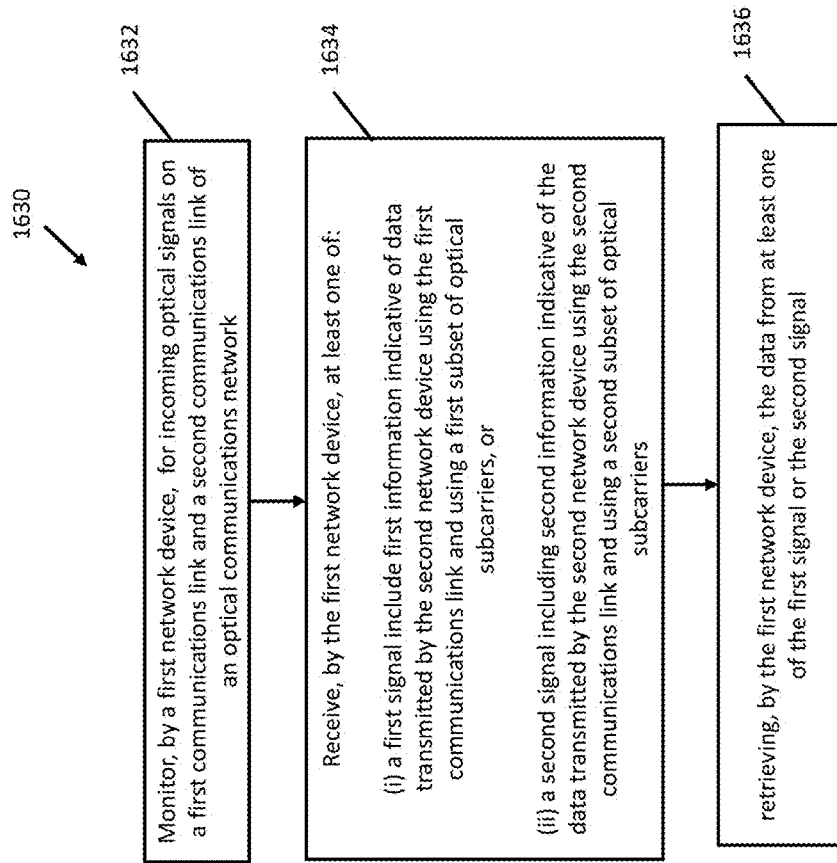 1630
1632
Monitor, by a first network device, for incoming optical signals on
a first communications link and a second communications link of
an optical communications network
1634
Receive, by the first network device, at least one of:
(i) a first signal include first information indicative of data
transmitted by the second network device using the first
communications link and using a first subset of optical
subcarriers, or
(ii) a second signal including second information indicative of the
data transmitted by the second network device using the second
communications link and using a second subset of optical
subcarriers
1636
retrieving, by the first network device, the data from at least one
of the first signal or the second signal